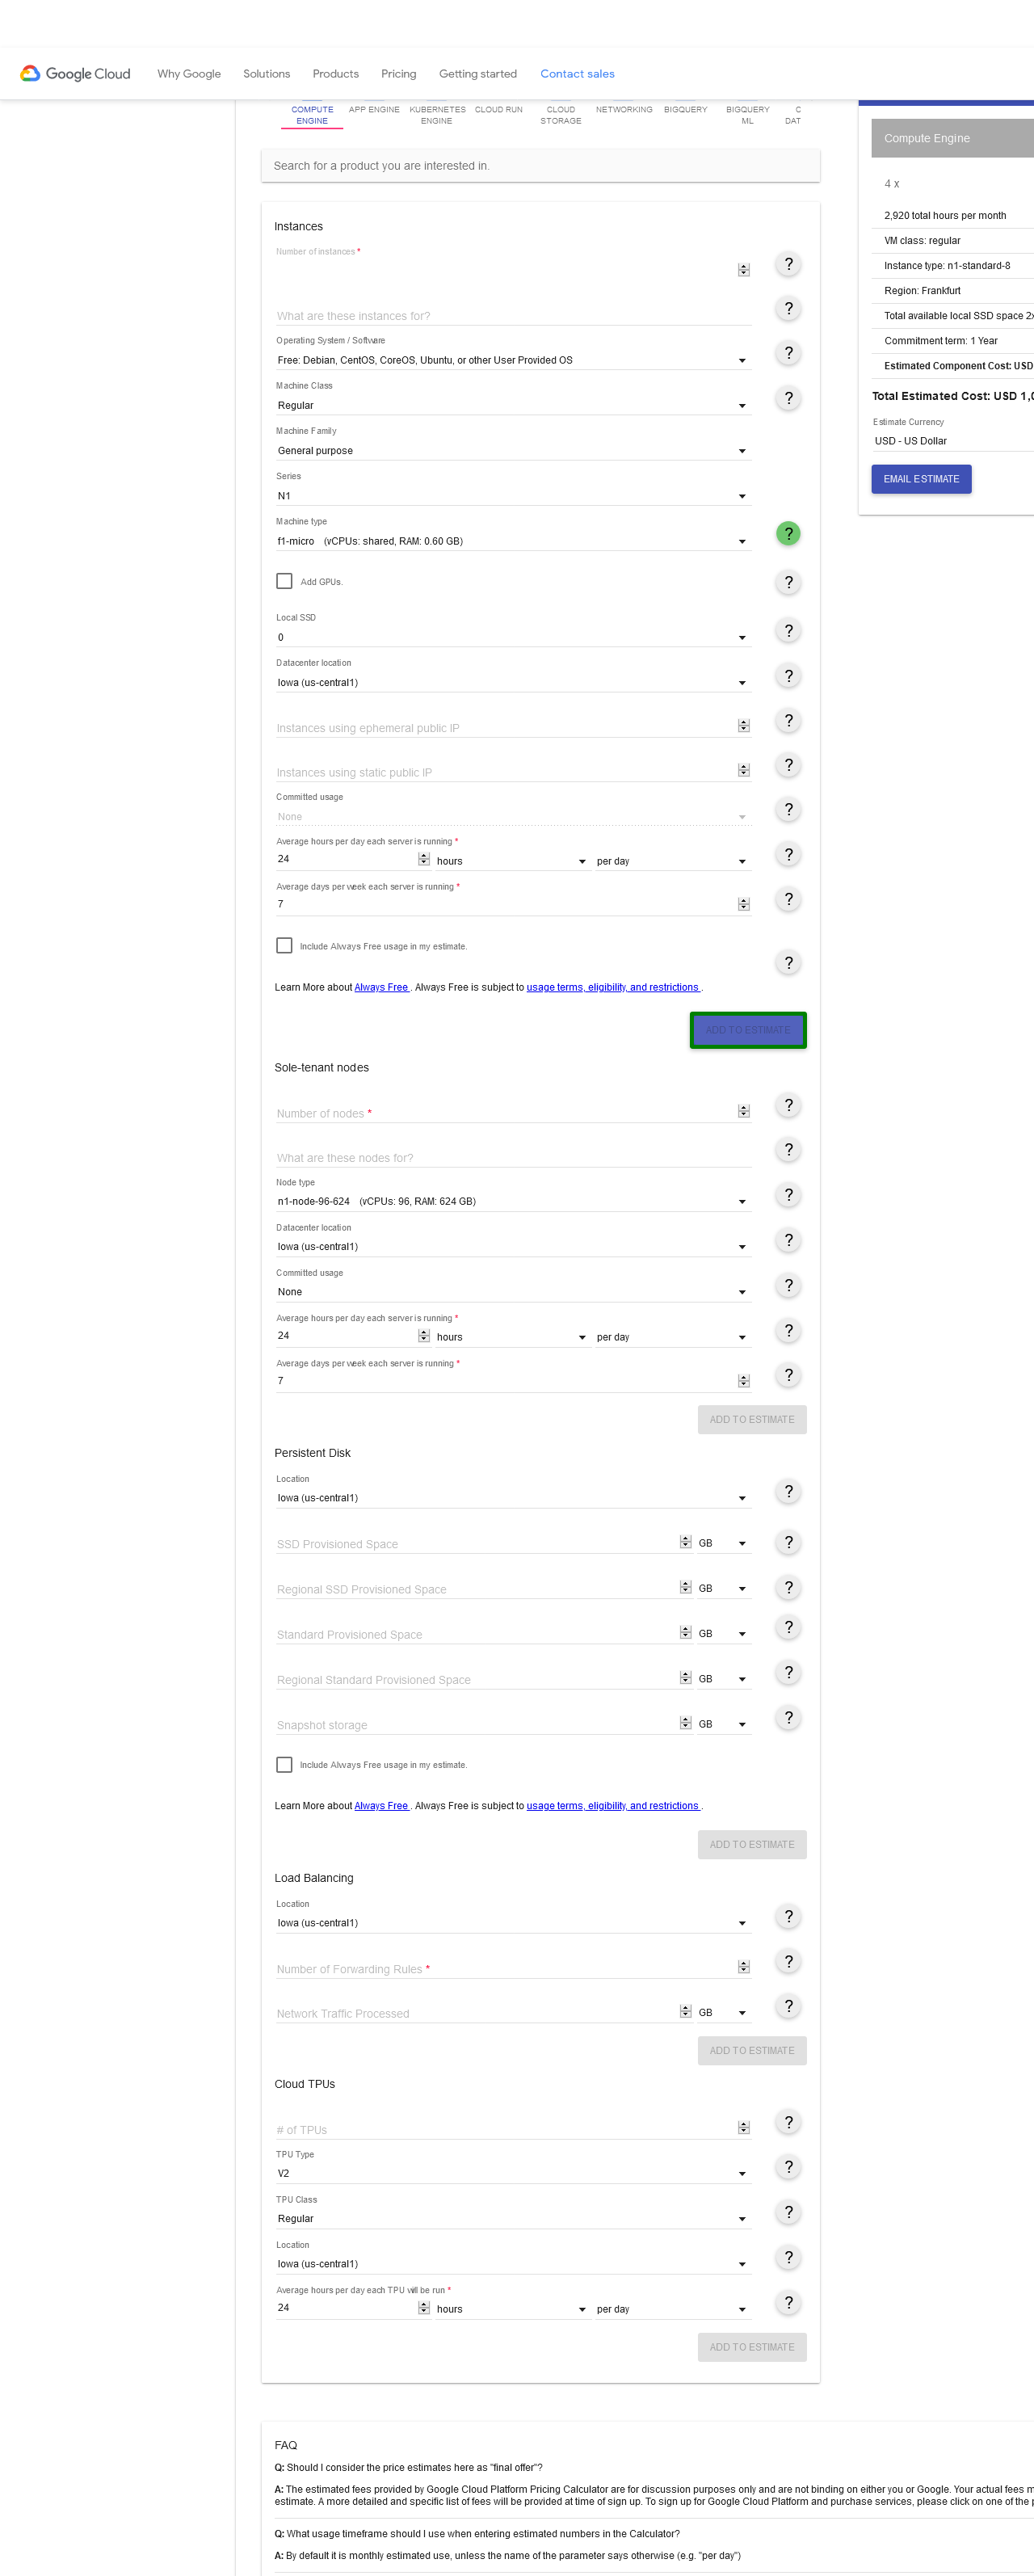 Google Cloud Why Google Solutions Products Pricing Getting started Contact sales
COMPUTE ENGINE APP ENGINE KUBERNETES ENGINE CLOUD RUN CLOUD STORAGE NETWORKING BIGQUERY BIGQUERY ML C DAT
Search for a product you are interested in.
Instances
Number of instances *
What are these instances for?
Operating System / Software
Free: Debian, CentOS, CoreOS, Ubuntu, or other User Provided OS
Machine Class
Regular
Machine Family
General purpose
Series
N1
Machine type
f1-micro (vCPUs: shared, RAM: 0.60 GB)
Add GPUs.
Local SSD
0
Datacenter location
Iowa (us-central1)
Instances using ephemeral public IP
Instances using static public IP
Committed usage
None
Average hours per day each server is running *
24 hours per day
Average days per week each server is running *
7
Include Always Free usage in my estimate.
Learn More about Always Free . Always Free is subject to usage terms, eligibility, and restrictions .
ADD TO ESTIMATE
Sole-tenant nodes
Number of nodes *
What are these nodes for?
Node type
n1-node-96-624 (vCPUs: 96, RAM: 624 GB)
Datacenter location
Iowa (us-central1)
Committed usage
None
Average hours per day each server is running *
24 hours per day
Average days per week each server is running *
7
ADD TO ESTIMATE
Persistent Disk
Location
Iowa (us-central1)
SSD Provisioned Space GB
Regional SSD Provisioned Space GB
Standard Provisioned Space GB
Regional Standard Provisioned Space GB
Snapshot storage GB
Include Always Free usage in my estimate.
Learn More about Always Free . Always Free is subject to usage terms, eligibility, and restrictions .
ADD TO ESTIMATE
Load Balancing
Location
Iowa (us-central1)
Number of Forwarding Rules *
Network Traffic Processed GB
ADD TO ESTIMATE
Cloud TPUs
# of TPUs
TPU Type
V2
TPU Class
Regular
Location
Iowa (us-central1)
Average hours per day each TPU will be run *
24 hours per day
ADD TO ESTIMATE
Compute Engine
4 x
2,920 total hours per month
VM class: regular
Instance type: n1-standard-8
Region: Frankfurt
Total available local SSD space 2x
Commitment term: 1 Year
Estimated Component Cost: USD
Total Estimated Cost: USD 1,0
Estimate Currency
USD - US Dollar
EMAIL ESTIMATE
FAQ
Q: Should I consider the price estimates here as "final offer"?
A: The estimated fees provided by Google Cloud Platform Pricing Calculator are for discussion purposes only and are not binding on either you or Google. Your actual fees m
estimate. A more detailed and specific list of fees will be provided at time of sign up. To sign up for Google Cloud Platform and purchase services, please click on one of the p
Q: What usage timeframe should I use when entering estimated numbers in the Calculator?
A: By default it is monthly estimated use, unless the name of the parameter says otherwise (e.g. "per day")